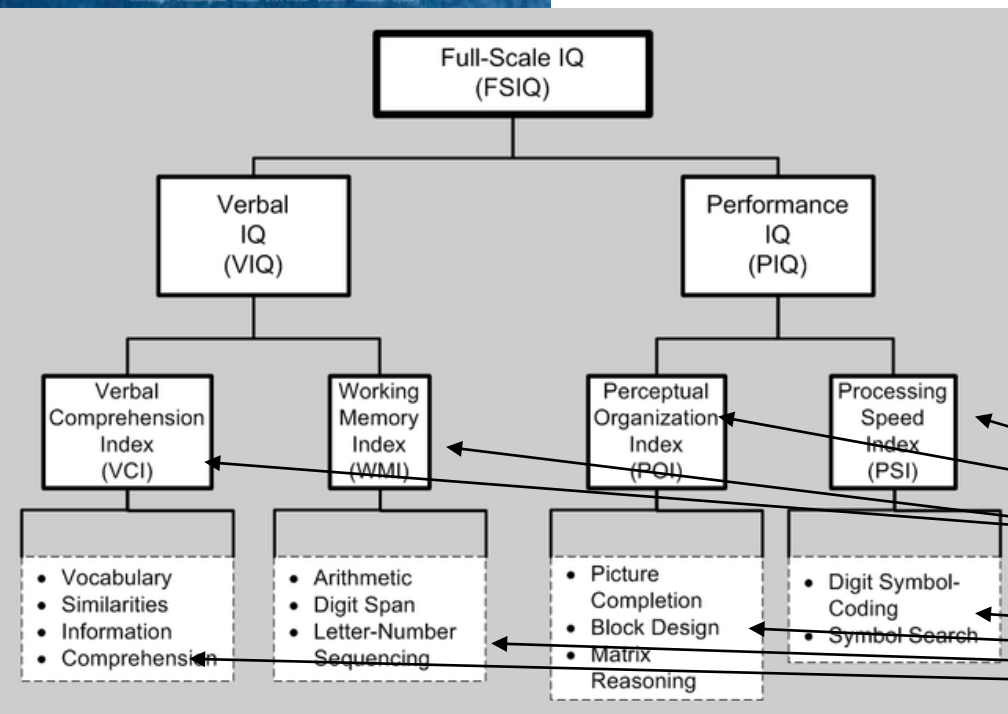 Full-Scale IQ
(FSIQ)
Verbal
IQ
(VIQ)
Performance
IQ
(PIQ)
Verbal
Comprehension
Index
(VCI)
Working
Memory
Index
(WMI)
Perceptual
Organization
Index
(POI)
Processing
Speed
Index
(PSI)
• Vocabulary
• Similarities
• Information
• Comprehension
• Arithmetic
• Digit Span
• Letter-Number
Sequencing
• Picture
Completion
• Block Design
• Matrix
Reasoning
• Digit Symbol-
Coding
• Symbol Search